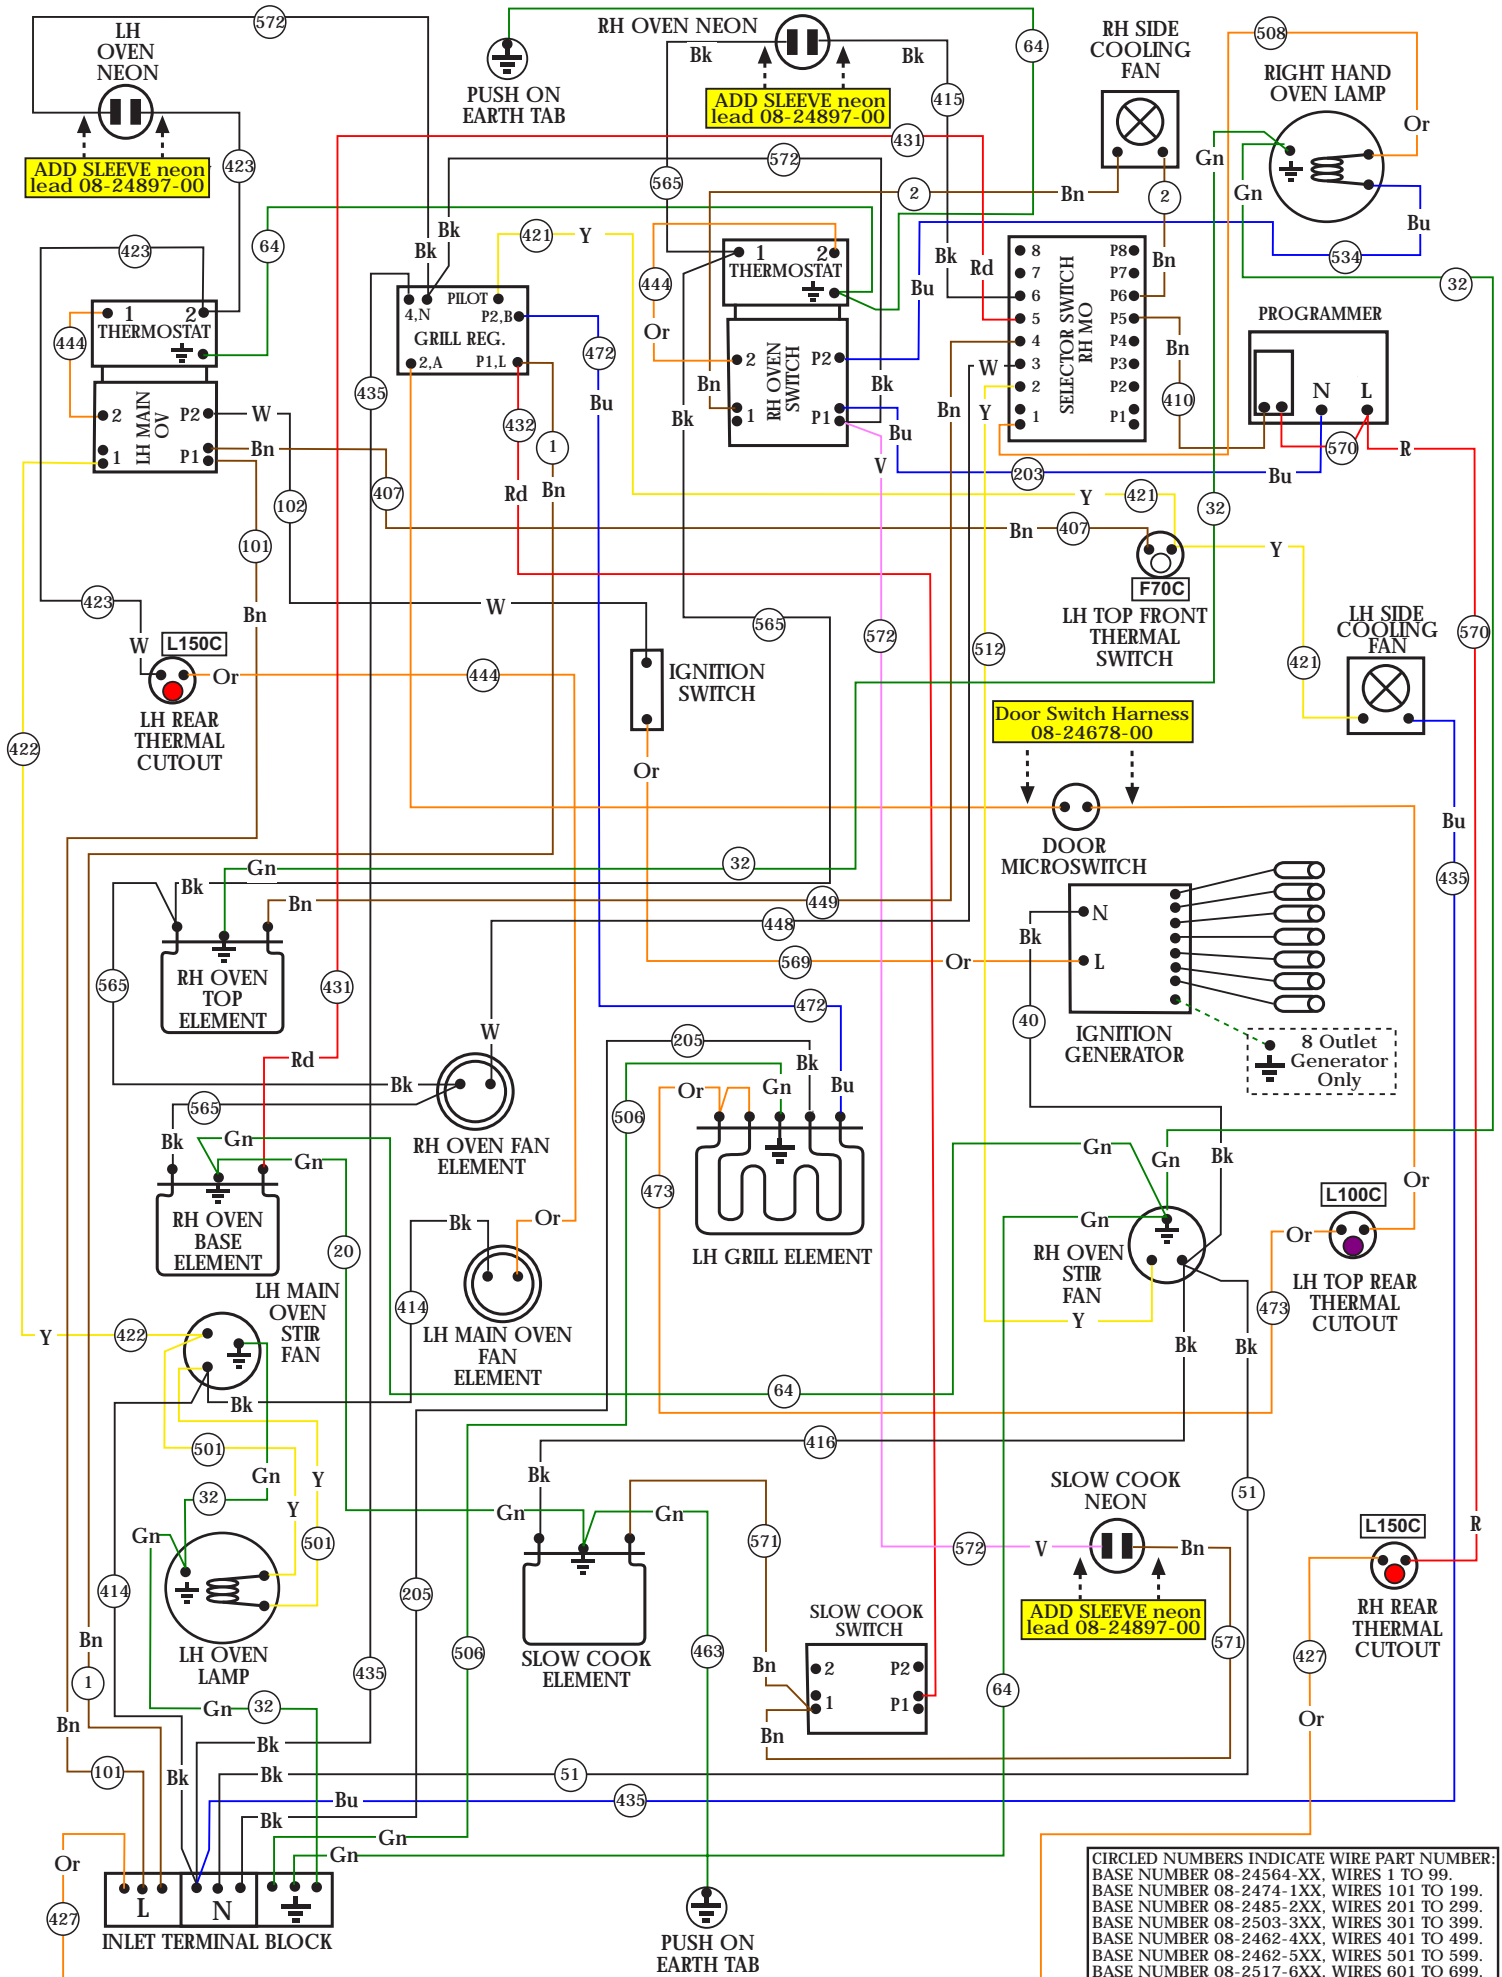 572
LH
OVEN
NEON
ADD SLEEVE neon
lead 08-24897-00
423
423
64
PUSH ON
EARTH TAB
RH OVEN NEON
Bk
Bk
ADD SLEEVE neon
lead 08-24897-00
415
431
64
572
565
2
Bn
2
RH SIDE
COOLING
FAN
508
RIGHT HAND
OVEN LAMP
Or
Gn
Gn
Bu
534
32
1 2
THERMOSTAT
444
2 P2
LH MAIN
OV
1 P1
W
Bn
Bk
Bk
421
Y
PILOT
4,N P2,B
GRILL REG.
2,A P1,L
472
Bu
435
432
1
Rd
Bn
407
102
101
1 2
THERMOSTAT
444
Or
2 P2
RH OVEN
SWITCH
1 P1
Bn
Bk
Bk
Bu
V
Bu
Bk
Rd
8 P8
7 P7
6 P6
5 P5
4 P4
3 P3
2 P2
1 P1
SELECTOR SWITCH
RH MO
W
Y
Bn
Bn
Bn
410
PROGRAMMER
N L
570
R
203
Bu
Y
421
32
Bn
407
Y
F70C
LH TOP FRONT
THERMAL
SWITCH
423
Bn
W
W
L150C
Or
LH REAR
THERMAL
CUTOUT
444
IGNITION
SWITCH
Or
565
572
512
421
LH SIDE
COOLING
FAN
570
422
Door Switch Harness
08-24678-00
DOOR
MICROSWITCH
Bu
435
Gn
32
Bk
Bn
449
448
569
Or
RH OVEN
TOP
ELEMENT
565
431
N
L
Bk
40
IGNITION
GENERATOR
8 Outlet
Generator
Only
472
W
205
Rd
Bk
565
Bk
Gn
Gn
RH OVEN FAN
ELEMENT
506
Or
Gn
Bk
Bu
473
LH GRILL ELEMENT
RH OVEN
BASE
ELEMENT
20
Bk
Or
LH MAIN OVEN
FAN
ELEMENT
414
Gn
Gn
Bk
Gn
RH OVEN
STIR
FAN
Y
Bk
Bk
Or
L100C
Or
LH TOP REAR
THERMAL
CUTOUT
473
LH MAIN
OVEN
STIR
FAN
Y
422
Bk
64
501
Gn
Y
Y
32
Gn
501
416
Bk
Gn
Gn
571
SLOW COOK
NEON
51
572
V
Bn
ADD SLEEVE neon
lead 08-24897-00
571
L150C
R
RH REAR
THERMAL
CUTOUT
427
Or
414
LH OVEN
LAMP
205
SLOW COOK
ELEMENT
463
SLOW COOK
SWITCH
2 P2
1 P1
Bn
Bn
Bn
1
435
506
64
Bn
Gn
32
Bk
101
Bk
Bk
51
Bu
435
Bk
Gn
Gn
Or
427
L N
INLET TERMINAL BLOCK
PUSH ON
EARTH TAB
CIRCLED NUMBERS INDICATE WIRE PART NUMBER:
BASE NUMBER 08-24564-XX, WIRES 1 TO 99.
BASE NUMBER 08-2474-1XX, WIRES 101 TO 199.
BASE NUMBER 08-2485-2XX, WIRES 201 TO 299.
BASE NUMBER 08-2503-3XX, WIRES 301 TO 399.
BASE NUMBER 08-2462-4XX, WIRES 401 TO 499.
BASE NUMBER 08-2462-5XX, WIRES 501 TO 599.
BASE NUMBER 08-2517-6XX, WIRES 601 TO 699.